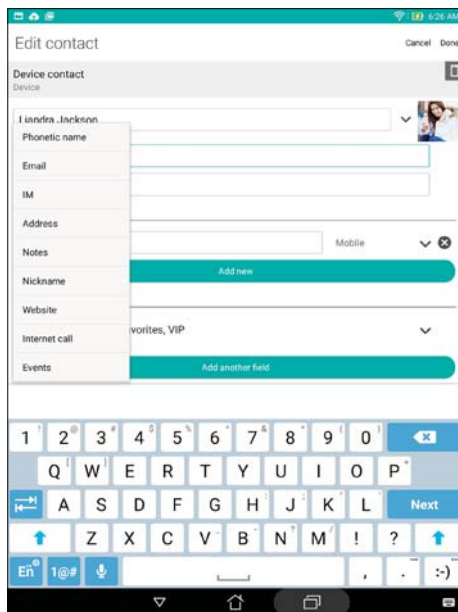 6:26 AM
Edit contact
Cancel Done
Device contact
Device
Liandra Jackson
Phonetic name
Email
IM
Address
Notes
Nickname
Website
Internet call
Events
Mobile
Add new
vorites, VIP
Add another field
1 2 3 4 5 6 7 8 9 0
Q W E R T Y U I O P
A S D F G H J K L Next
Z X C V B N M ! ?
En 1@# , . :-)